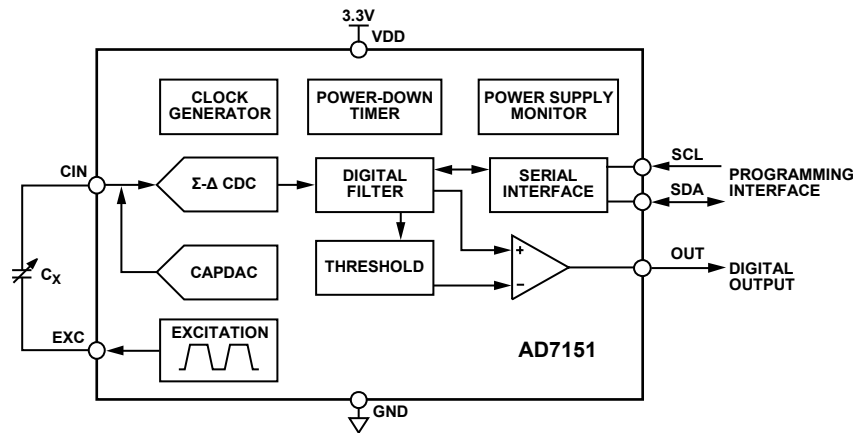 3.3V
VDD
CLOCK
GENERATOR
POWER-DOWN
TIMER
POWER SUPPLY
MONITOR
CIN
Σ-Δ CDC
DIGITAL
FILTER
SERIAL
INTERFACE
SCL
SDA
PROGRAMMING
INTERFACE
CX
CAPDAC
THRESHOLD
+
−
OUT
DIGITAL
OUTPUT
EXC
EXCITATION
AD7151
GND